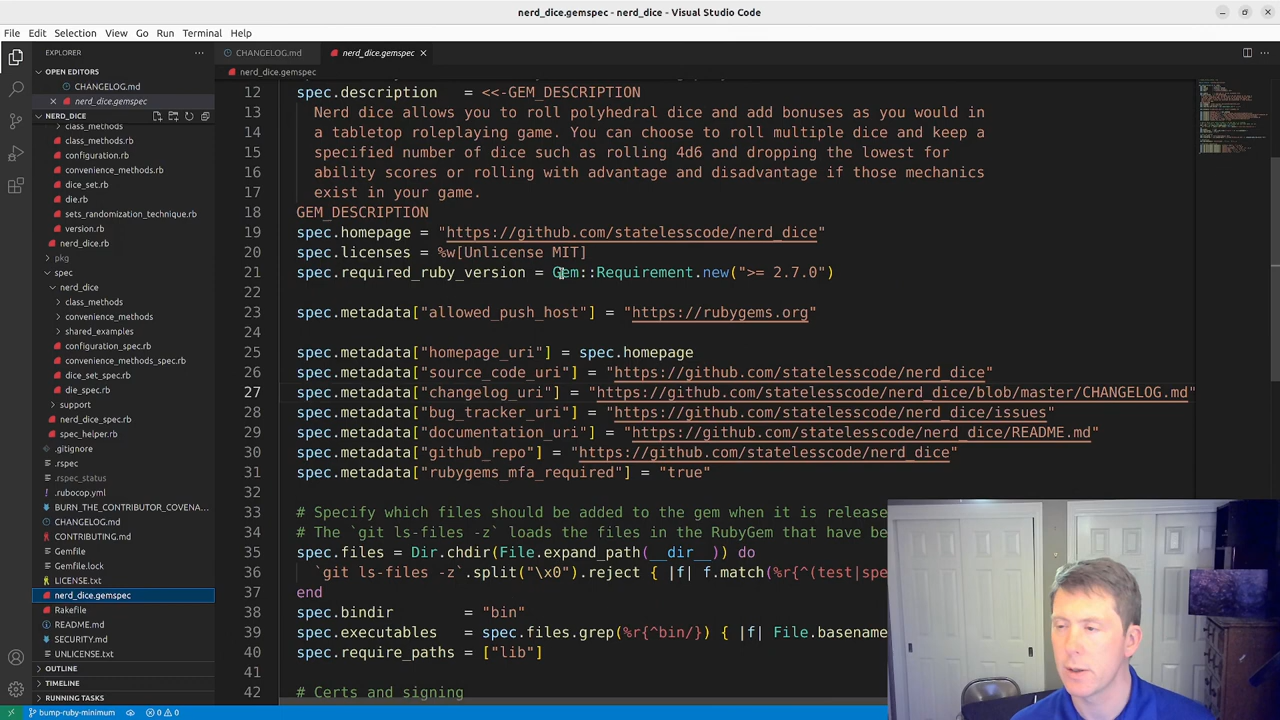 nerd_dice.gemspec - nerd_dice - Visual Studio Code
File Edit Selection View Go Run Terminal Help
EXPLORER
OPEN EDITORS
CHANGELOG.md
nerd_dice.gemspec
NERD_DICE
class_methods
class_methods.rb
configuration.rb
convenience_methods.rb
dice_set.rb
die.rb
sets_randomization_technique.rb
version.rb
nerd_dice.rb
pkg
spec
nerd_dice
class_methods
convenience_methods
shared_examples
configuration_spec.rb
convenience_methods_spec.rb
dice_set_spec.rb
die_spec.rb
support
nerd_dice_spec.rb
spec_helper.rb
.gitignore
.rspec
.rspec_status
.rubocop.yml
BURN_THE_CONTRIBUTOR_COVENA...
CHANGELOG.md
CONTRIBUTING.md
Gemfile
Gemfile.lock
LICENSE.txt
nerd_dice.gemspec
Rakefile
README.md
SECURITY.md
UNLICENSE.txt
OUTLINE
TIMELINE
RUNNING TASKS
CHANGELOG.md nerd_dice.gemspec
nerd_dice.gemspec
12 spec.description   = <<-GEM_DESCRIPTION
13 Nerd dice allows you to roll polyhedral dice and add bonuses as you would in
14 a tabletop roleplaying game. You can choose to roll multiple dice and keep a
15 specified number of dice such as rolling 4d6 and dropping the lowest for
16 ability scores or rolling with advantage and disadvantage if those mechanics
17 exist in your game.
18 GEM_DESCRIPTION
19 spec.homepage = "https://github.com/statelesscode/nerd_dice"
20 spec.licenses = %w[Unlicense MIT]
21 spec.required_ruby_version = Gem::Requirement.new(">= 2.7.0")
22
23 spec.metadata["allowed_push_host"] = "https://rubygems.org"
24
25 spec.metadata["homepage_uri"] = spec.homepage
26 spec.metadata["source_code_uri"] = "https://github.com/statelesscode/nerd_dice"
27 spec.metadata["changelog_uri"] = "https://github.com/statelesscode/nerd_dice/blob/master/CHANGELOG.md"
28 spec.metadata["bug_tracker_uri"] = "https://github.com/statelesscode/nerd_dice/issues"
29 spec.metadata["documentation_uri"] = "https://github.com/statelesscode/nerd_dice/README.md"
30 spec.metadata["github_repo"] = "https://github.com/statelesscode/nerd_dice"
31 spec.metadata["rubygems_mfa_required"] = "true"
32
33 # Specify which files should be added to the gem when it is release
34 # The `git ls-files -z` loads the files in the RubyGem that have be
35 spec.files = Dir.chdir(File.expand_path(__dir__)) do
36 `git ls-files -z`.split("\x0").reject { |f| f.match(%r{^(test|spe
37 end
38 spec.bindir        = "bin"
39 spec.executables   = spec.files.grep(%r{^bin/}) { |f| File.basename
40 spec.require_paths = ["lib"]
41
42 # Certs and signing
bump-ruby-minimum 0 0